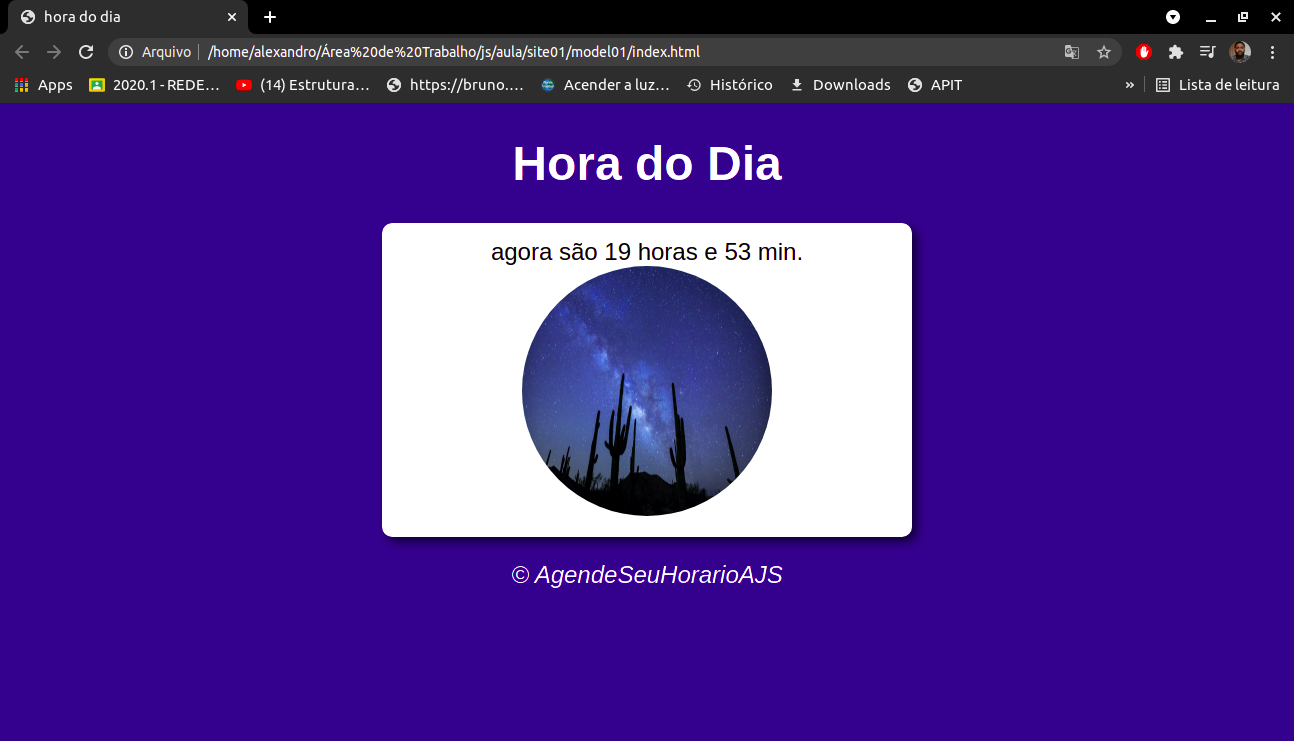 hora do dia
Arquivo /home/alexandro/Área%20de%20Trabalho/js/aula/site01/model01/index.html
Apps 2020.1 - REDE… (14) Estrutura… https://bruno.… Acender a luz… Histórico Downloads APIT » Lista de leitura
Hora do Dia
agora são 19 horas e 53 min.
© AgendeSeuHorarioAJS